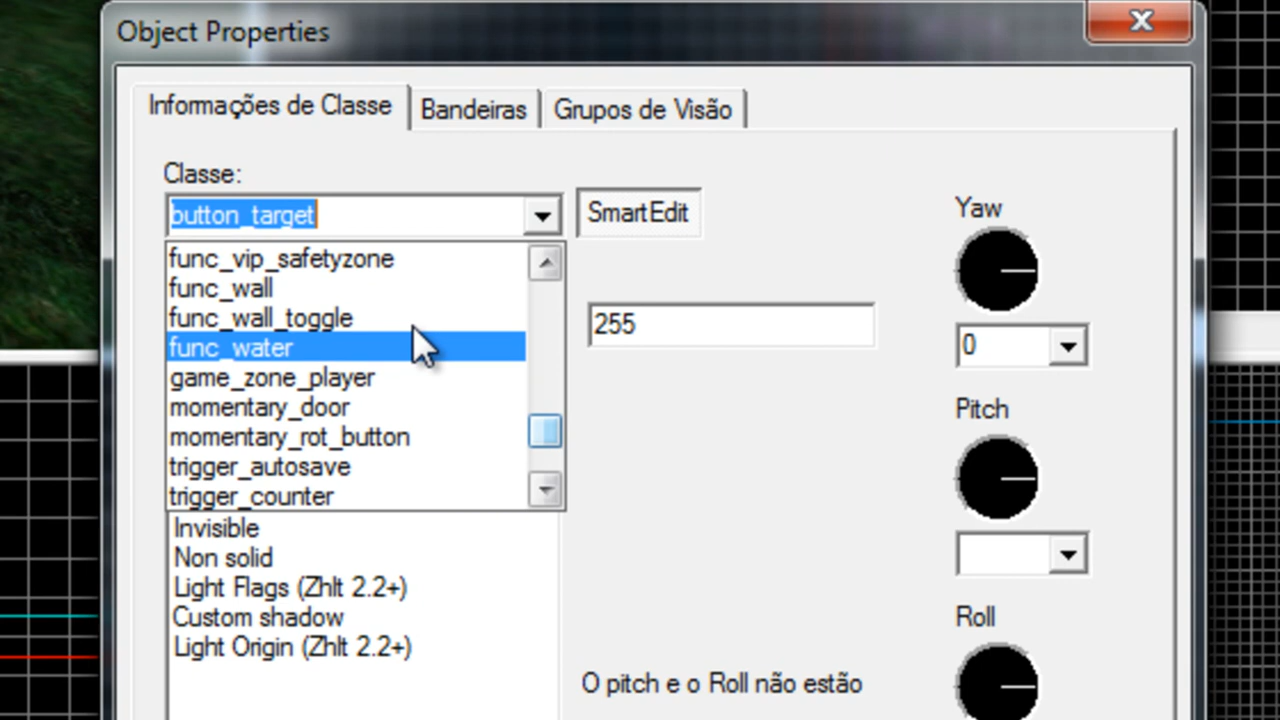 Object Properties
Informações de Classe
Bandeiras
Grupos de Visão
Classe:
button_target
SmartEdit
Yaw
func_vip_safetyzone
func_wall
func_wall_toggle
255
func_water
0
game_zone_player
momentary_door
Pitch
momentary_rot_button
trigger_autosave
trigger_counter
Invisible
Non solid
Light Flags (Zhlt 2.2+)
Custom shadow
Roll
Light Origin (Zhlt 2.2+)
O pitch e o Roll não estão